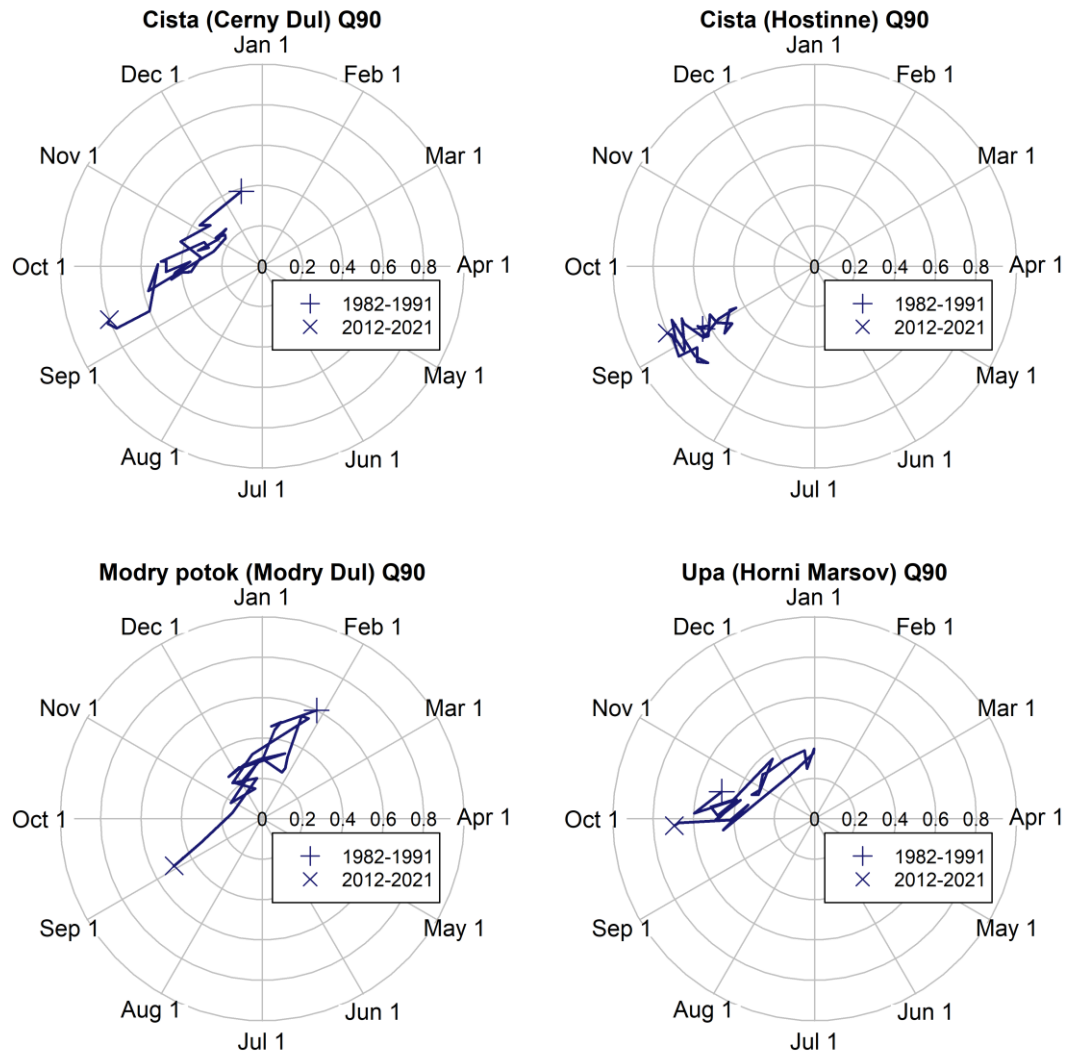 Cista (Cerny Dul) Q90
Jan 1
Dec 1 Feb 1
Nov 1 Mar 1
Oct 1 0 0.2 0.4 0.6 0.8 Apr 1
1982-1991
2012-2021
Sep 1 May 1
Aug 1 Jun 1
Jul 1
Cista (Hostinne) Q90
Jan 1
Dec 1 Feb 1
Nov 1 Mar 1
Oct 1 0 0.2 0.4 0.6 0.8 Apr 1
1982-1991
2012-2021
Sep 1 May 1
Aug 1 Jun 1
Jul 1
Modry potok (Modry Dul) Q90
Jan 1
Dec 1 Feb 1
Nov 1 Mar 1
Oct 1 0 0.2 0.4 0.6 0.8 Apr 1
1982-1991
2012-2021
Sep 1 May 1
Aug 1 Jun 1
Jul 1
Upa (Horni Marsov) Q90
Jan 1
Dec 1 Feb 1
Nov 1 Mar 1
Oct 1 0 0.2 0.4 0.6 0.8 Apr 1
1982-1991
2012-2021
Sep 1 May 1
Aug 1 Jun 1
Jul 1